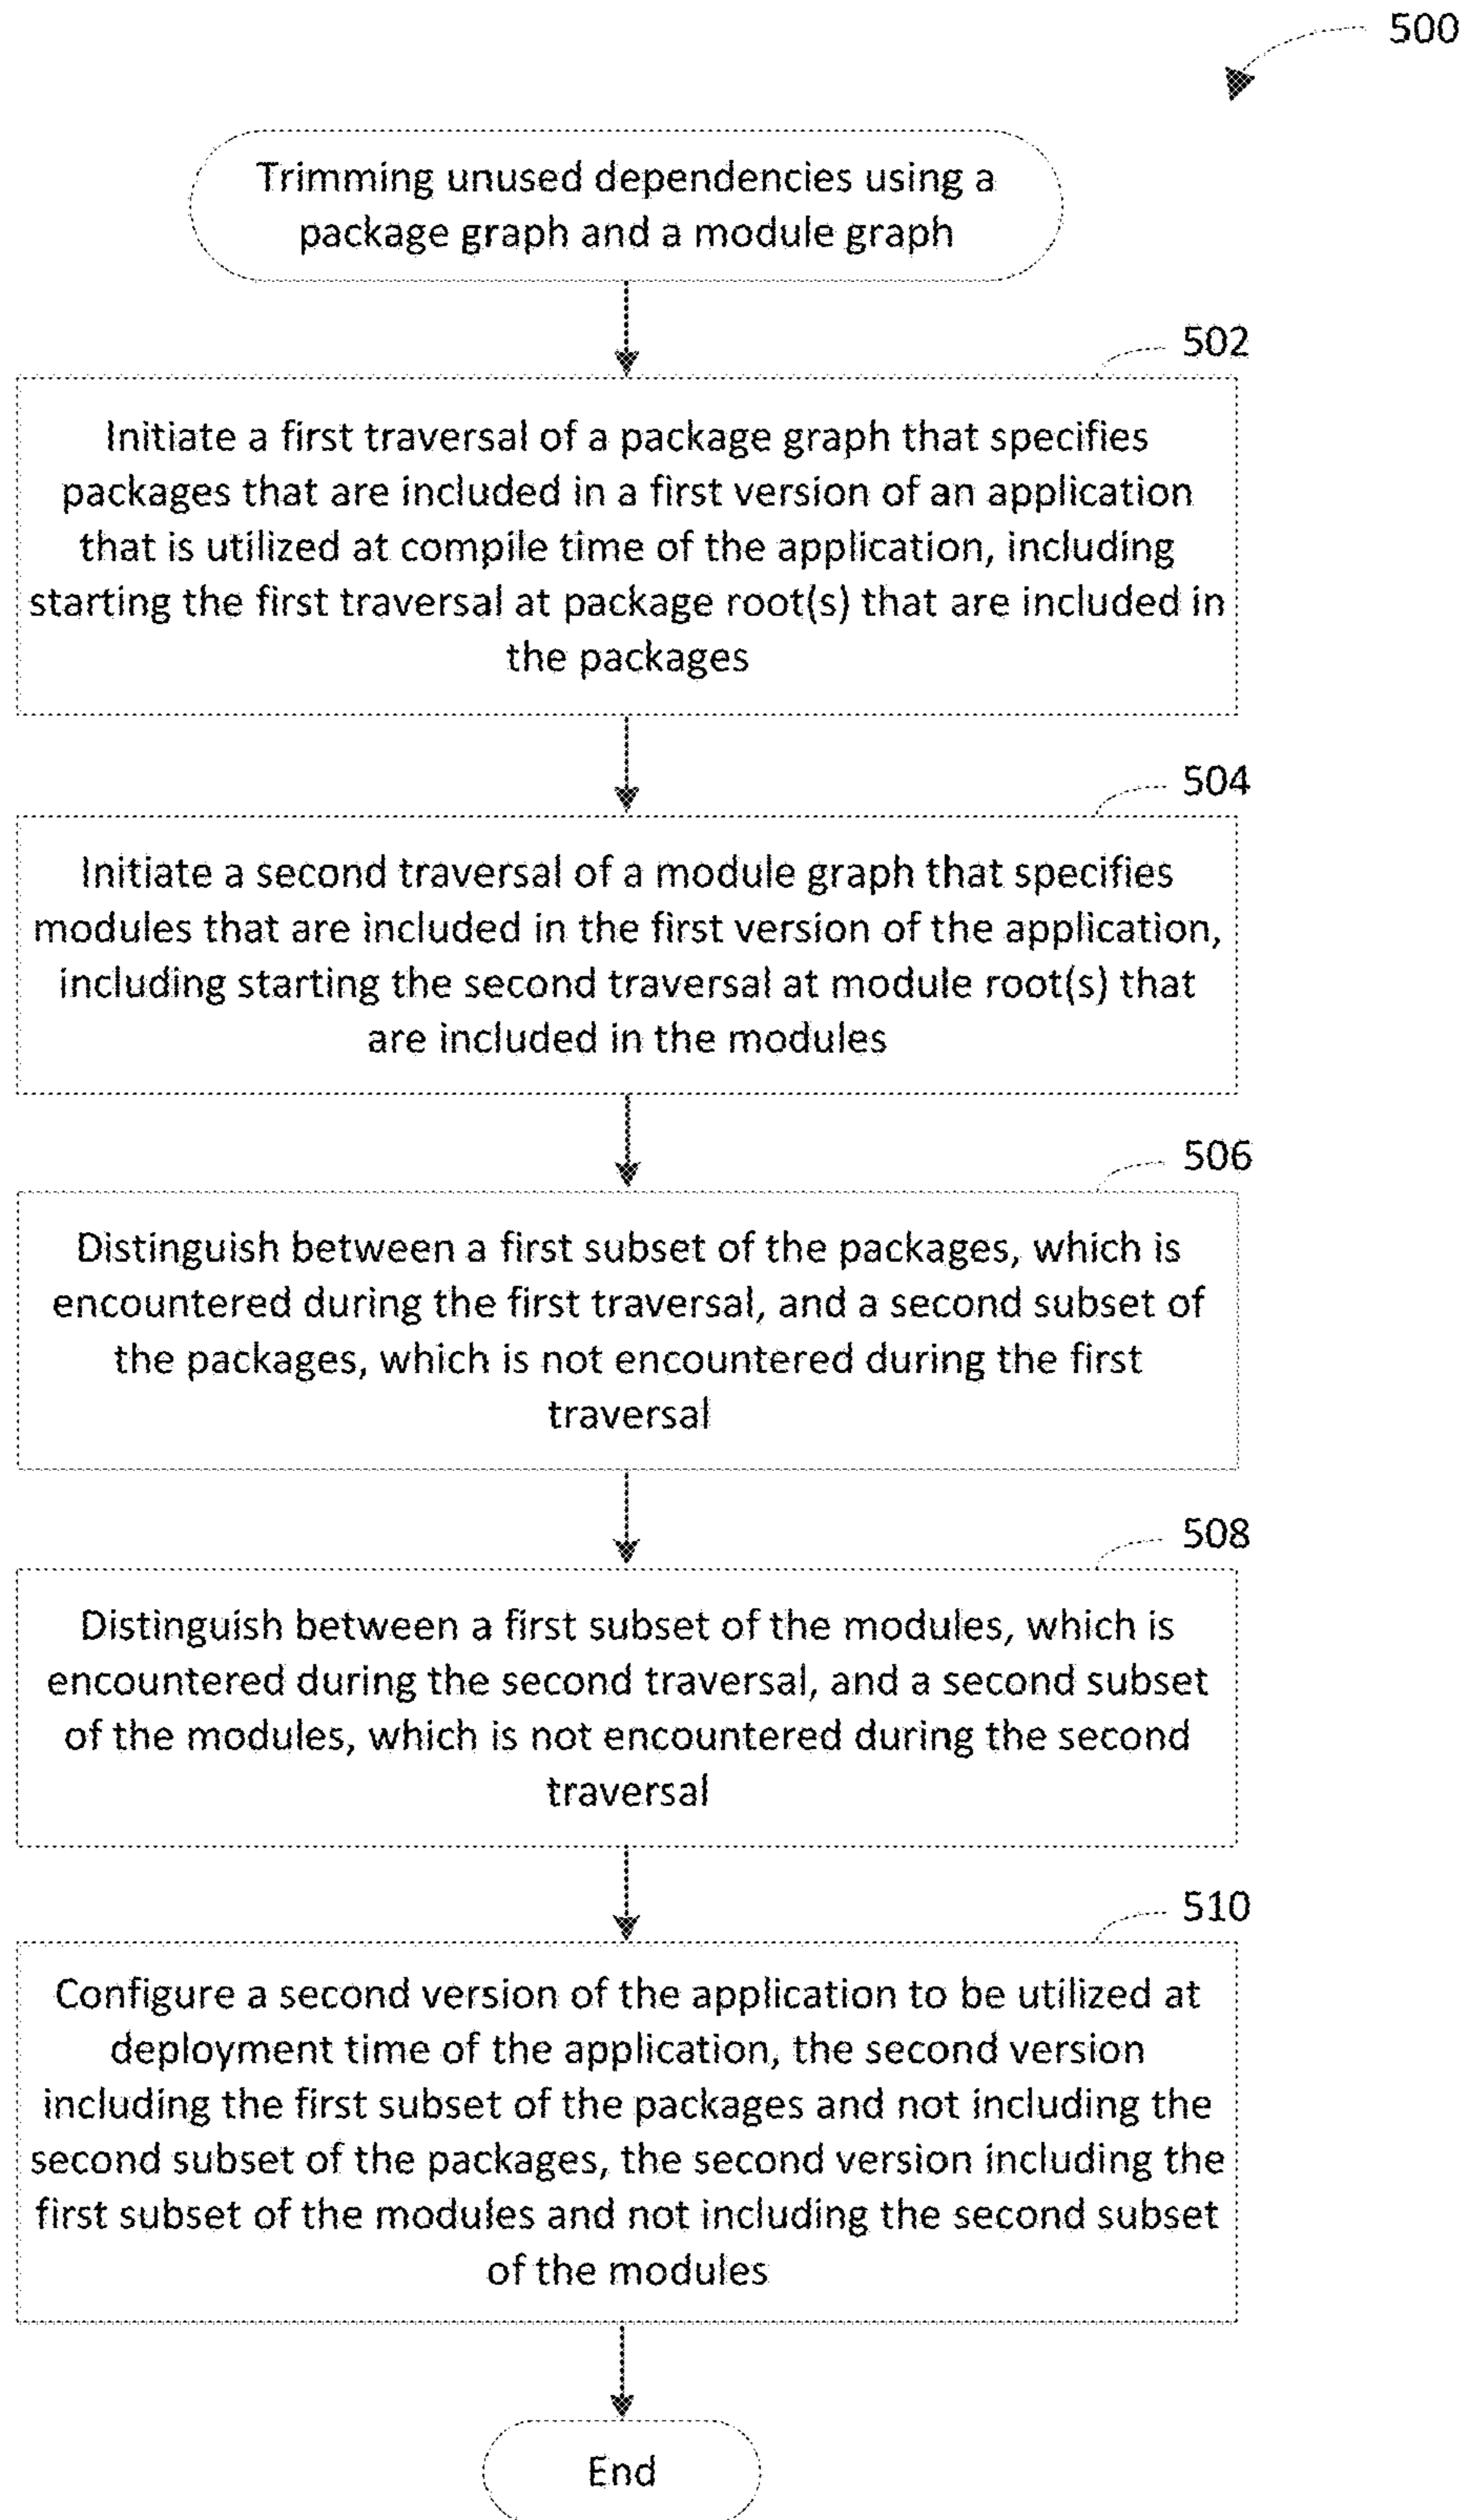 500
Trimming unused dependencies using a
package graph and a module graph
502
Initiate a first traversal of a package graph that specifies
packages that are included in a first version of an application
that is utilized at compile time of the application, including
starting the first traversal at package root(s) that are included in
the packages
504
Initiate a second traversal of a module graph that specifies
modules that are included in the first version of the application,
including starting the second traversal at module root(s) that
are included in the modules
506
Distinguish between a first subset of the packages, which is
encountered during the first traversal, and a second subset of
the packages, which is not encountered during the first
traversal
508
Distinguish between a first subset of the modules, which is
encountered during the second traversal, and a second subset
of the modules, which is not encountered during the second
traversal
510
Configure a second version of the application to be utilized at
deployment time of the application, the second version
including the first subset of the packages and not including the
second subset of the packages, the second version including the
first subset of the modules and not including the second subset
of the modules
End